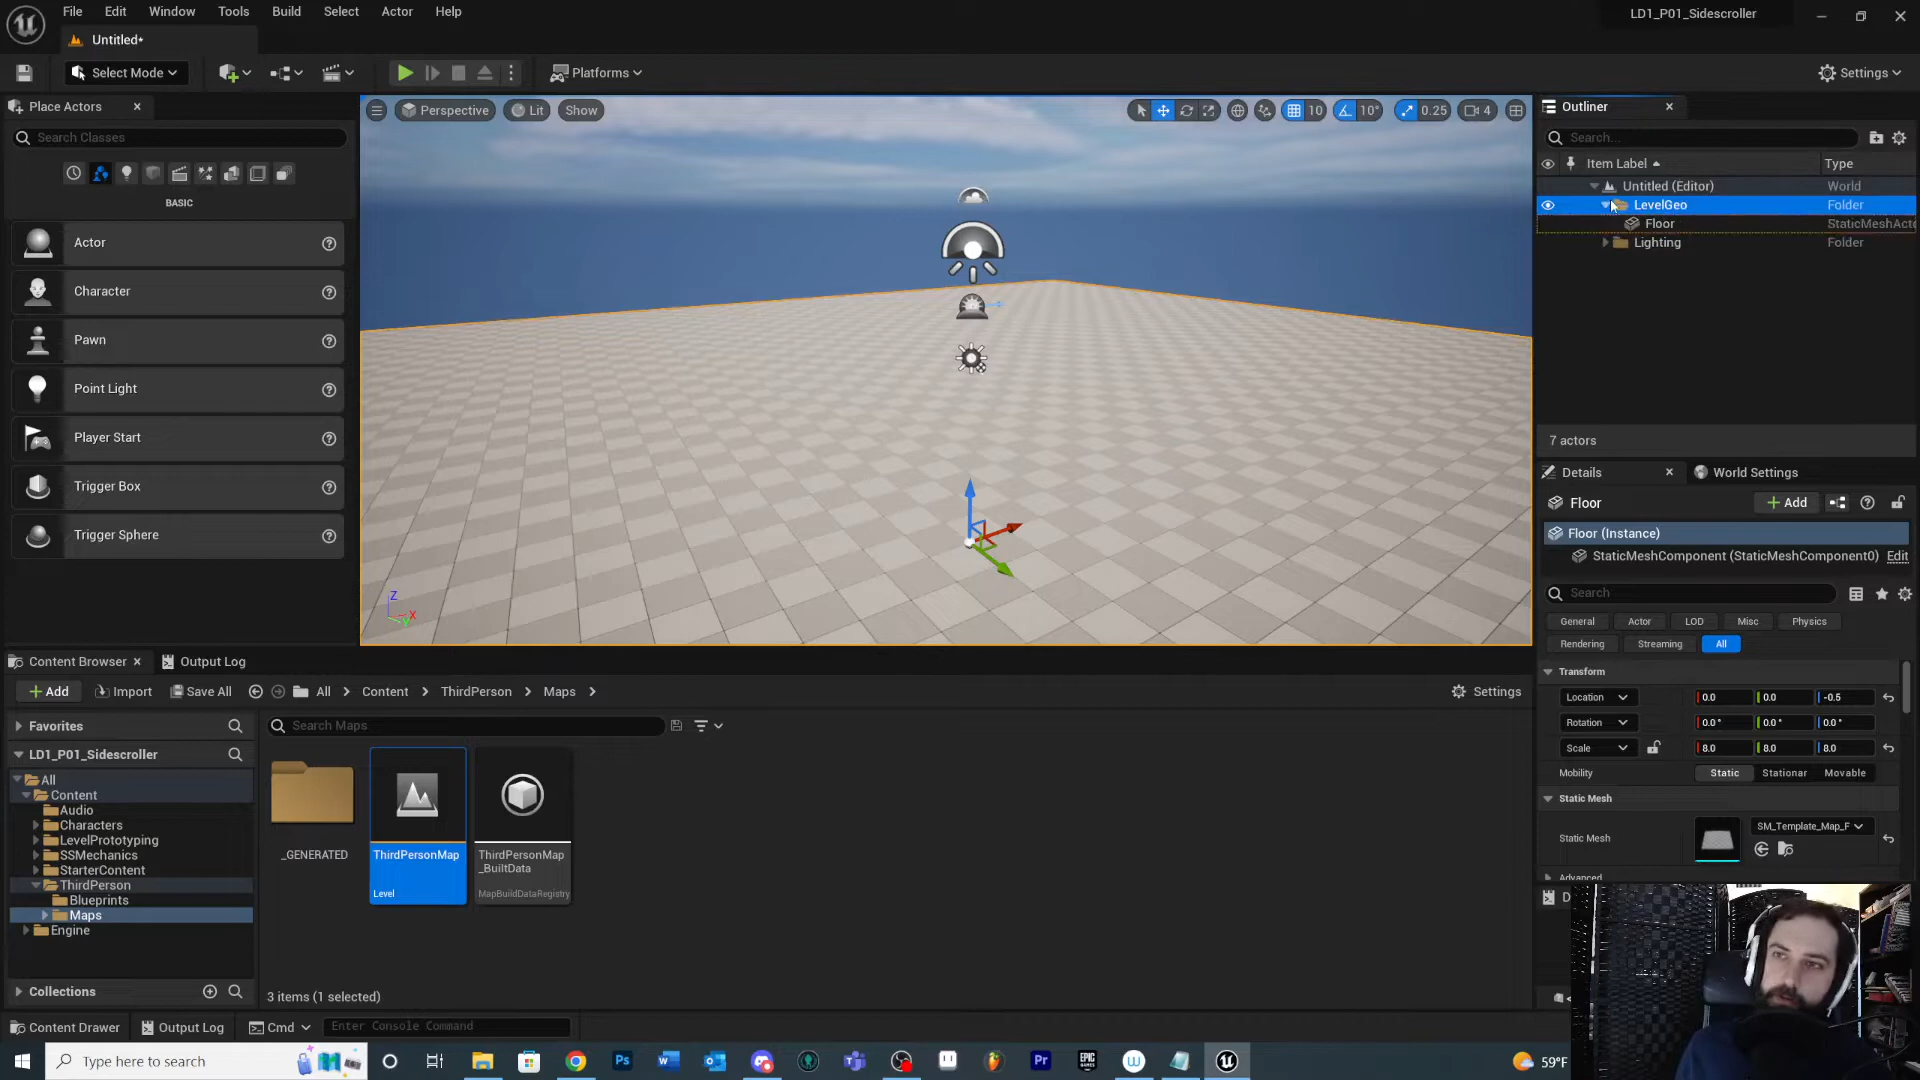 File Edit Window Tools Build Select Actor Help
LD1_P01_Sidescroller
Untitled*
Select Mode
Platforms
Settings
Place Actors
Search Classes
BASIC
Actor
Character
Pawn
Point Light
Player Start
Trigger Box
Trigger Sphere
Perspective Lit Show
10 10° 0.25 4
Z
X
Y
Outliner
Search...
Item Label Type
Untitled (Editor) World
LevelGeo Folder
Floor StaticMeshActo
Lighting Folder
7 actors
Details World Settings
Floor + Add
Floor (Instance)
StaticMeshComponent (StaticMeshComponent0) Edit
Search
General Actor LOD Misc Physics
Rendering Streaming All
Transform
Location 0.0 0.0 -0.5
Rotation 0.0° 0.0° 0.0°
Scale 8.0 8.0 8.0
Mobility Static Stationar Movable
Static Mesh
Static Mesh SM_Template_Map_F
Advanced
Content Browser Output Log
+ Add Import Save All All Content ThirdPerson Maps
Settings
Favorites
Search Maps
LD1_P01_Sidescroller
All
Content
Audio
Characters
LevelPrototyping
SSMechanics
StarterContent
ThirdPerson
Blueprints
Maps
Engine
Collections
_GENERATED
ThirdPersonMap
Level
ThirdPersonMap
_BuiltData
MapBuildDataRegistry
3 items (1 selected)
Content Drawer Output Log Cmd Enter Console Command
Type here to search
59°F